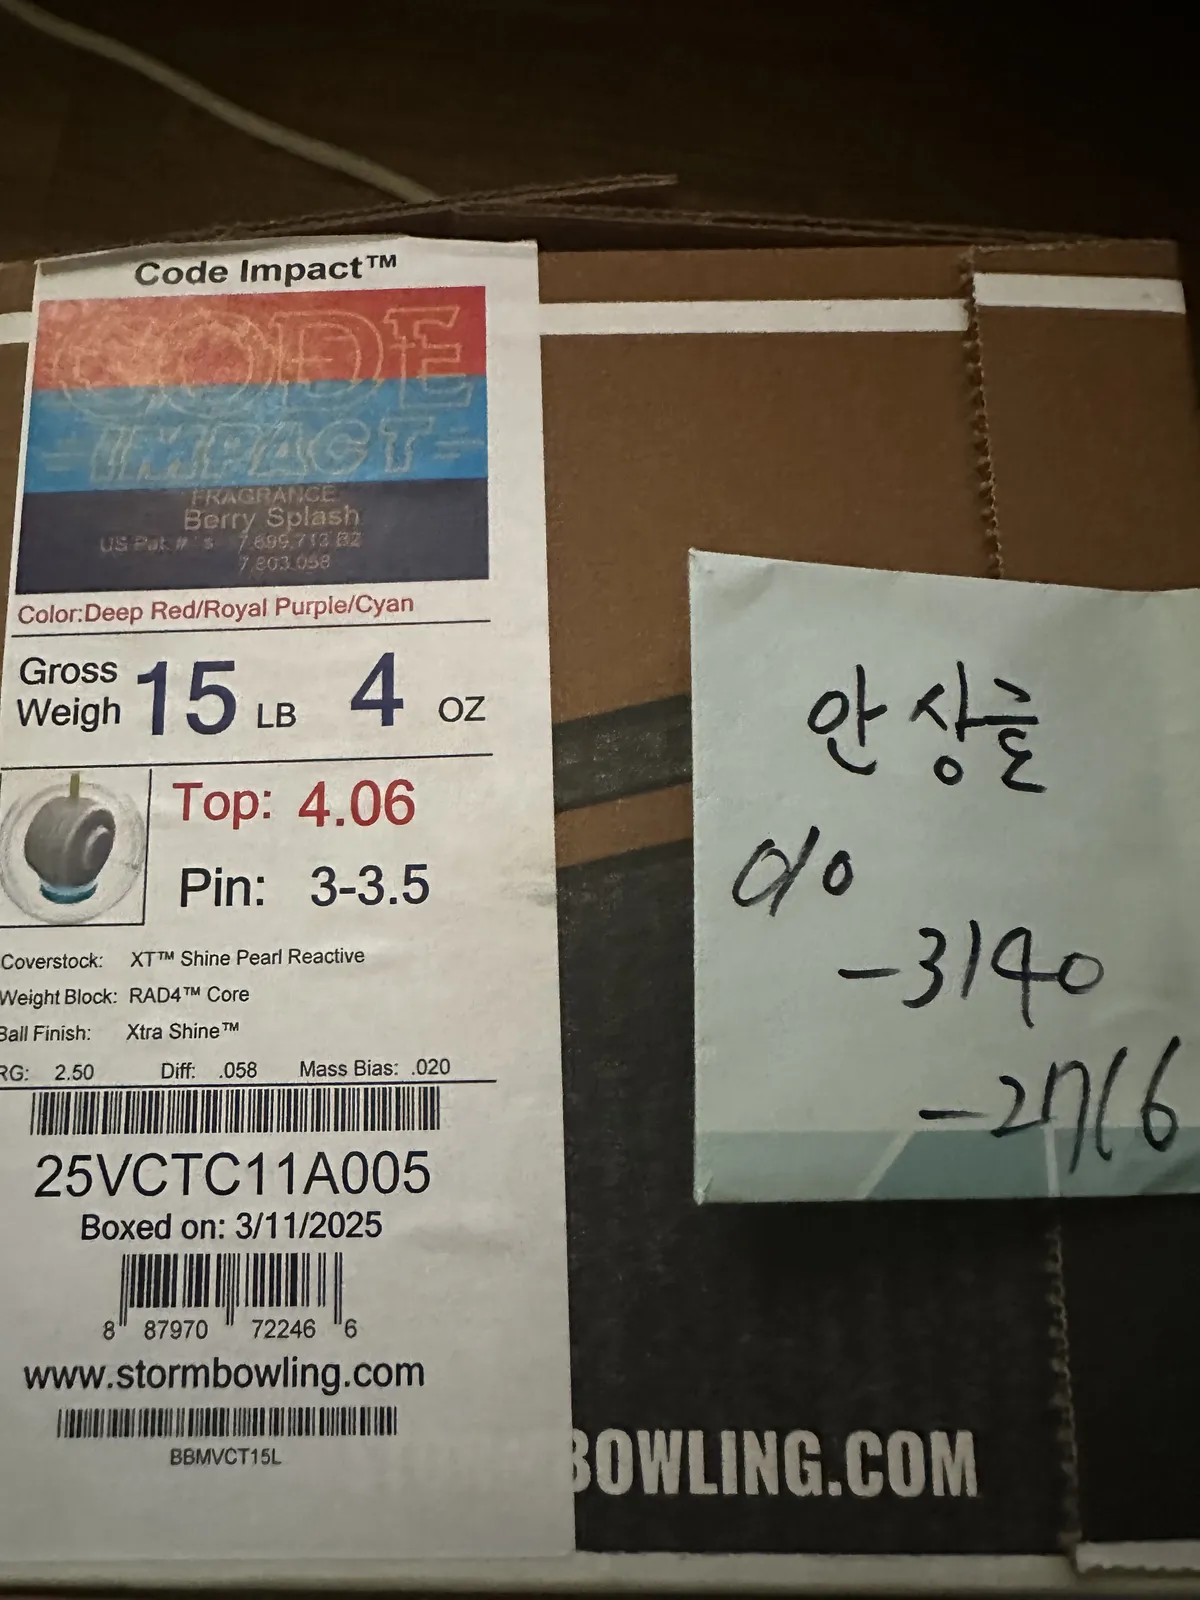 Code Impact™
CODE
IMPACT
FRAGRANCE
Berry Splash
US Pat. #'s 7,699,713 B2
7,803,058
Color:Deep Red/Royal Purple/Cyan
Gross
Weigh 15 LB 4 OZ
Top: 4.06
Pin: 3-3.5
Coverstock: XT™ Shine Pearl Reactive
Weight Block: RAD4™ Core
Ball Finish: Xtra Shine™
RG: 2.50 Diff: .058 Mass Bias: .020
25VCTC11A005
Boxed on: 3/11/2025
8 87970 72246 6
www.stormbowling.com
BBMVCT15L
안상흠
010
-3140
-2716
BOWLING.COM